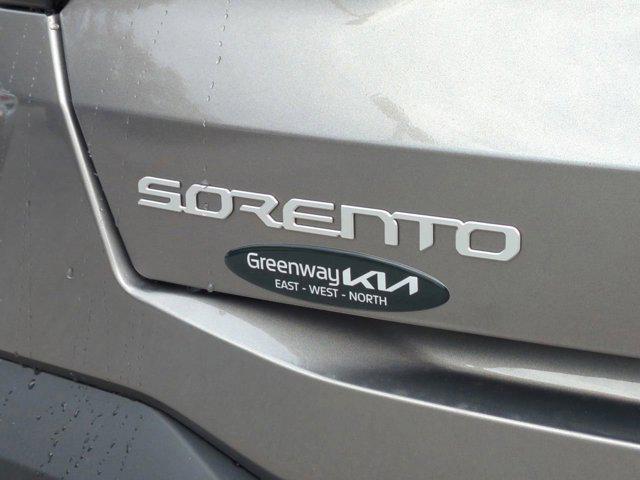 SORENTO
Greenway KIA
EAST - WEST - NORTH